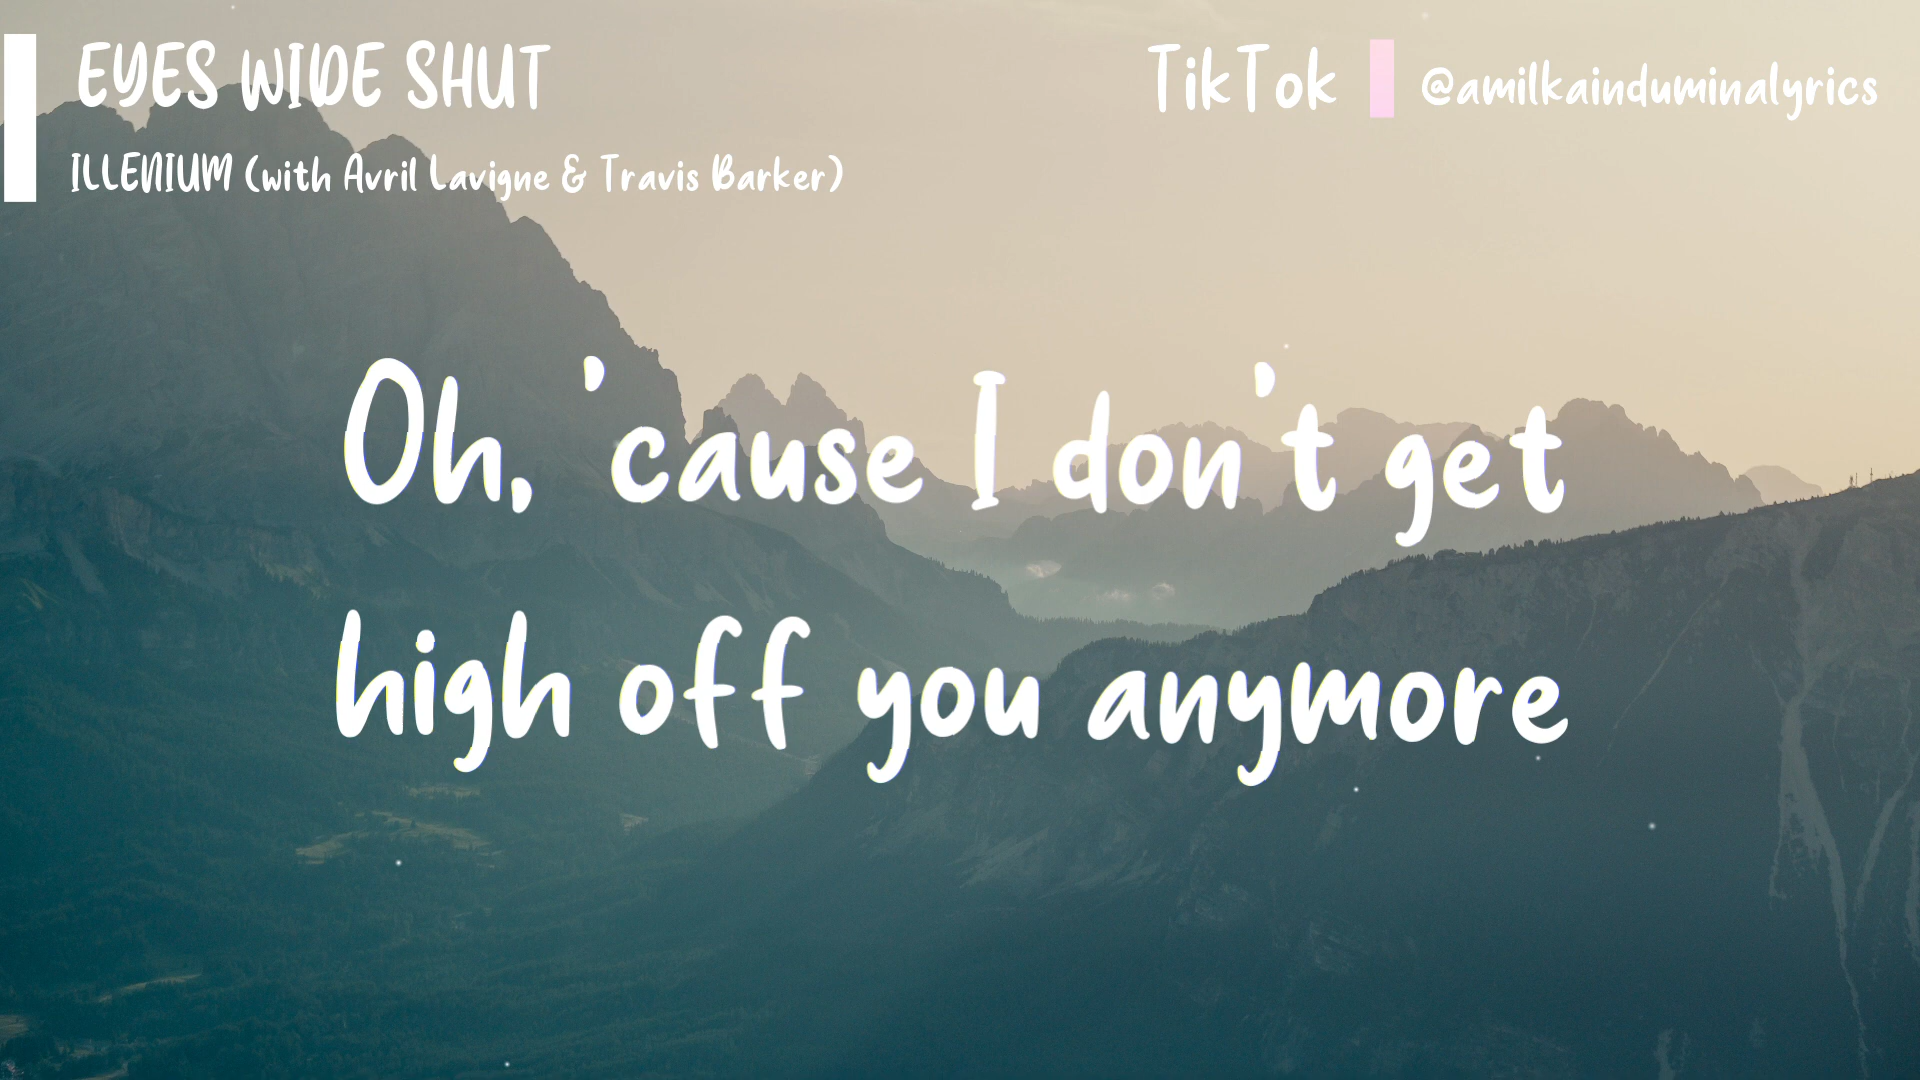 EYES WIDE SHUT
ILLENIUM (with Avril Lavigne & Travis Barker)
TikTok @amilkainduminalyrics
Oh, 'cause I don't get
high off you anymore